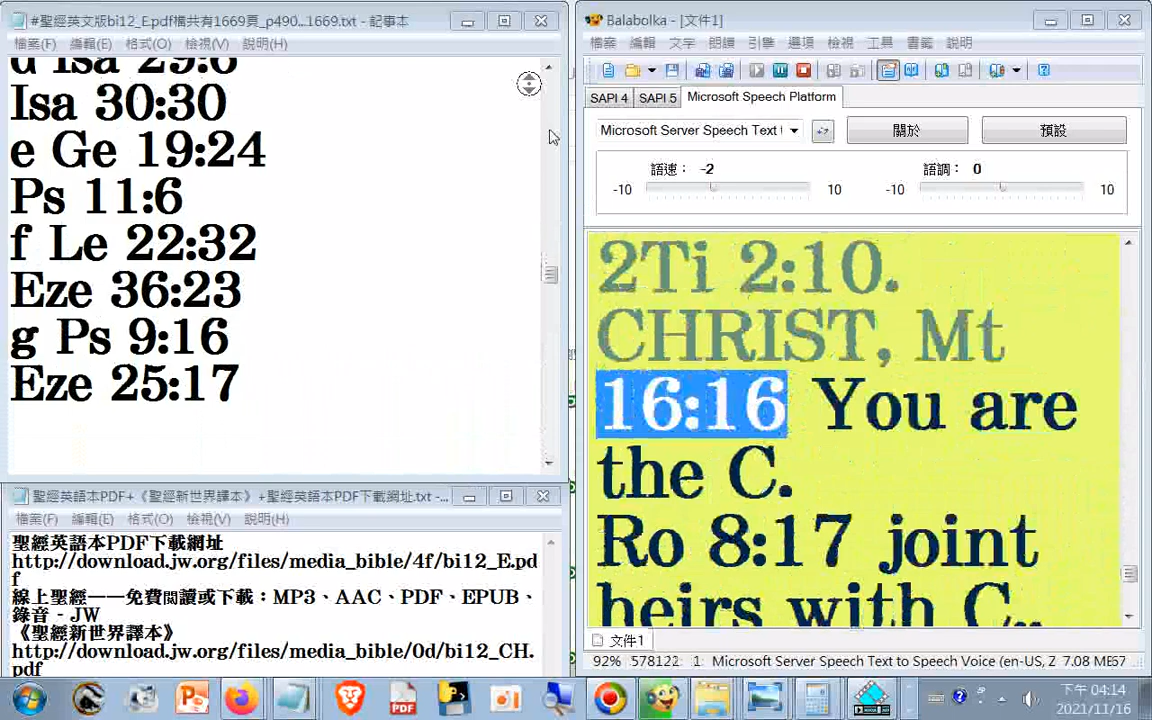 #聖經英文版bi12_E.pdf檔共有1669頁_p490...1669.txt - 記事本
檔案(F) 編輯(E) 格式(O) 檢視(V) 說明(H)
d Isa 29:6
Isa 30:30
e Ge 19:24
Ps 11:6
f Le 22:32
Eze 36:23
g Ps 9:16
Eze 25:17
聖經英語本PDF+《聖經新世界譯本》+聖經英語本PDF下載網址.txt -...
檔案(F) 編輯(E) 格式(O) 檢視(V) 說明(H)
聖經英語本PDF下載網址
http://download.jw.org/files/media_bible/4f/bi12_E.pd
f
線上聖經——免費閱讀或下載：MP3、AAC、PDF、EPUB、
錄音 - JW
《聖經新世界譯本》
http://download.jw.org/files/media_bible/0d/bi12_CH.
pdf
Balabolka - [文件1]
檔案 編輯 文字 朗讀 引擎 選項 檢視 工具 書籤 說明
SAPI 4 SAPI 5 Microsoft Speech Platform
Microsoft Server Speech Text 關於 預設
語速： -2 語調： 0
-10 10 -10 10
2Ti 2:10.
CHRIST, Mt
16:16 You are
the C.
Ro 8:17 joint
heirs with C.,
文件1
92% 578122 1: Microsoft Server Speech Text to Speech Voice (en-US, Z 7.08 ME
下午 04:14
2021/11/16